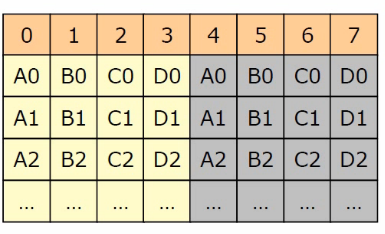 0 1 2 3 4 5 6 7
A0 B0 C0 D0 A0 B0 C0 D0
A1 B1 C1 D1 A1 B1 C1 D1
A2 B2 C2 D2 A2 B2 C2 D2
... ... ... ... ... ... ... ...